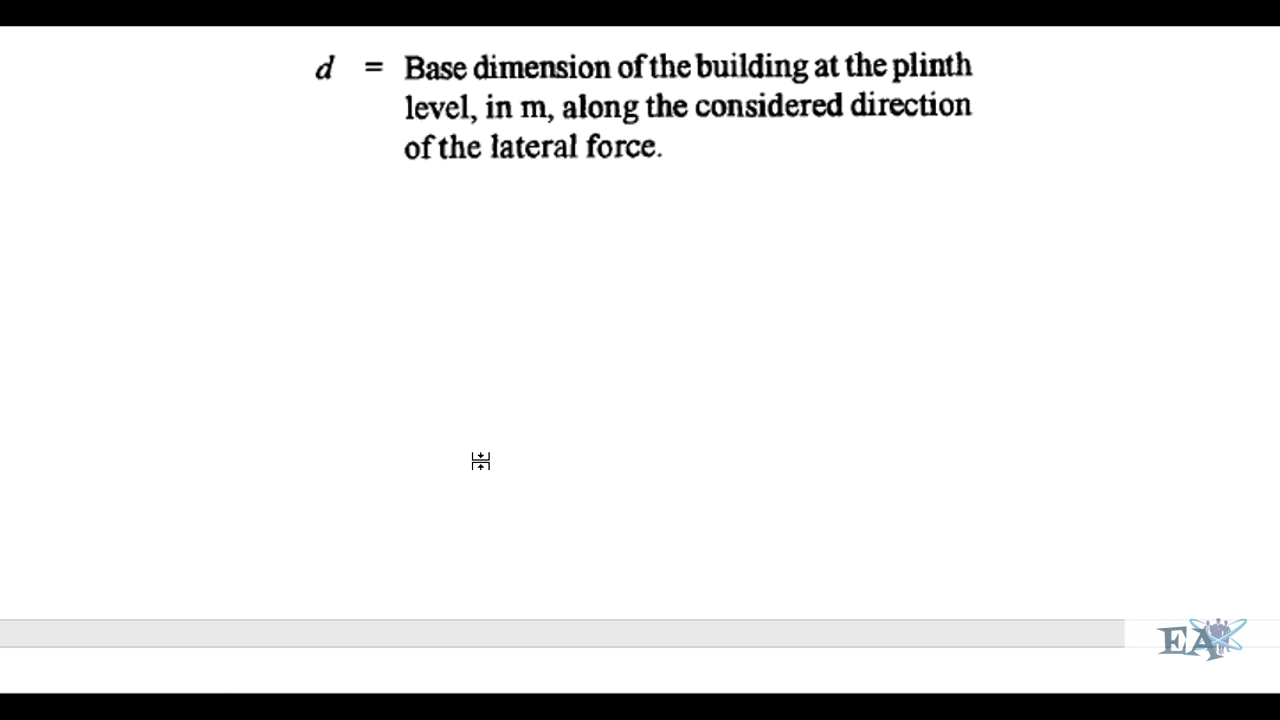 d = Base dimension of the building at the plinth
level, in m, along the considered direction
of the lateral force.
EA